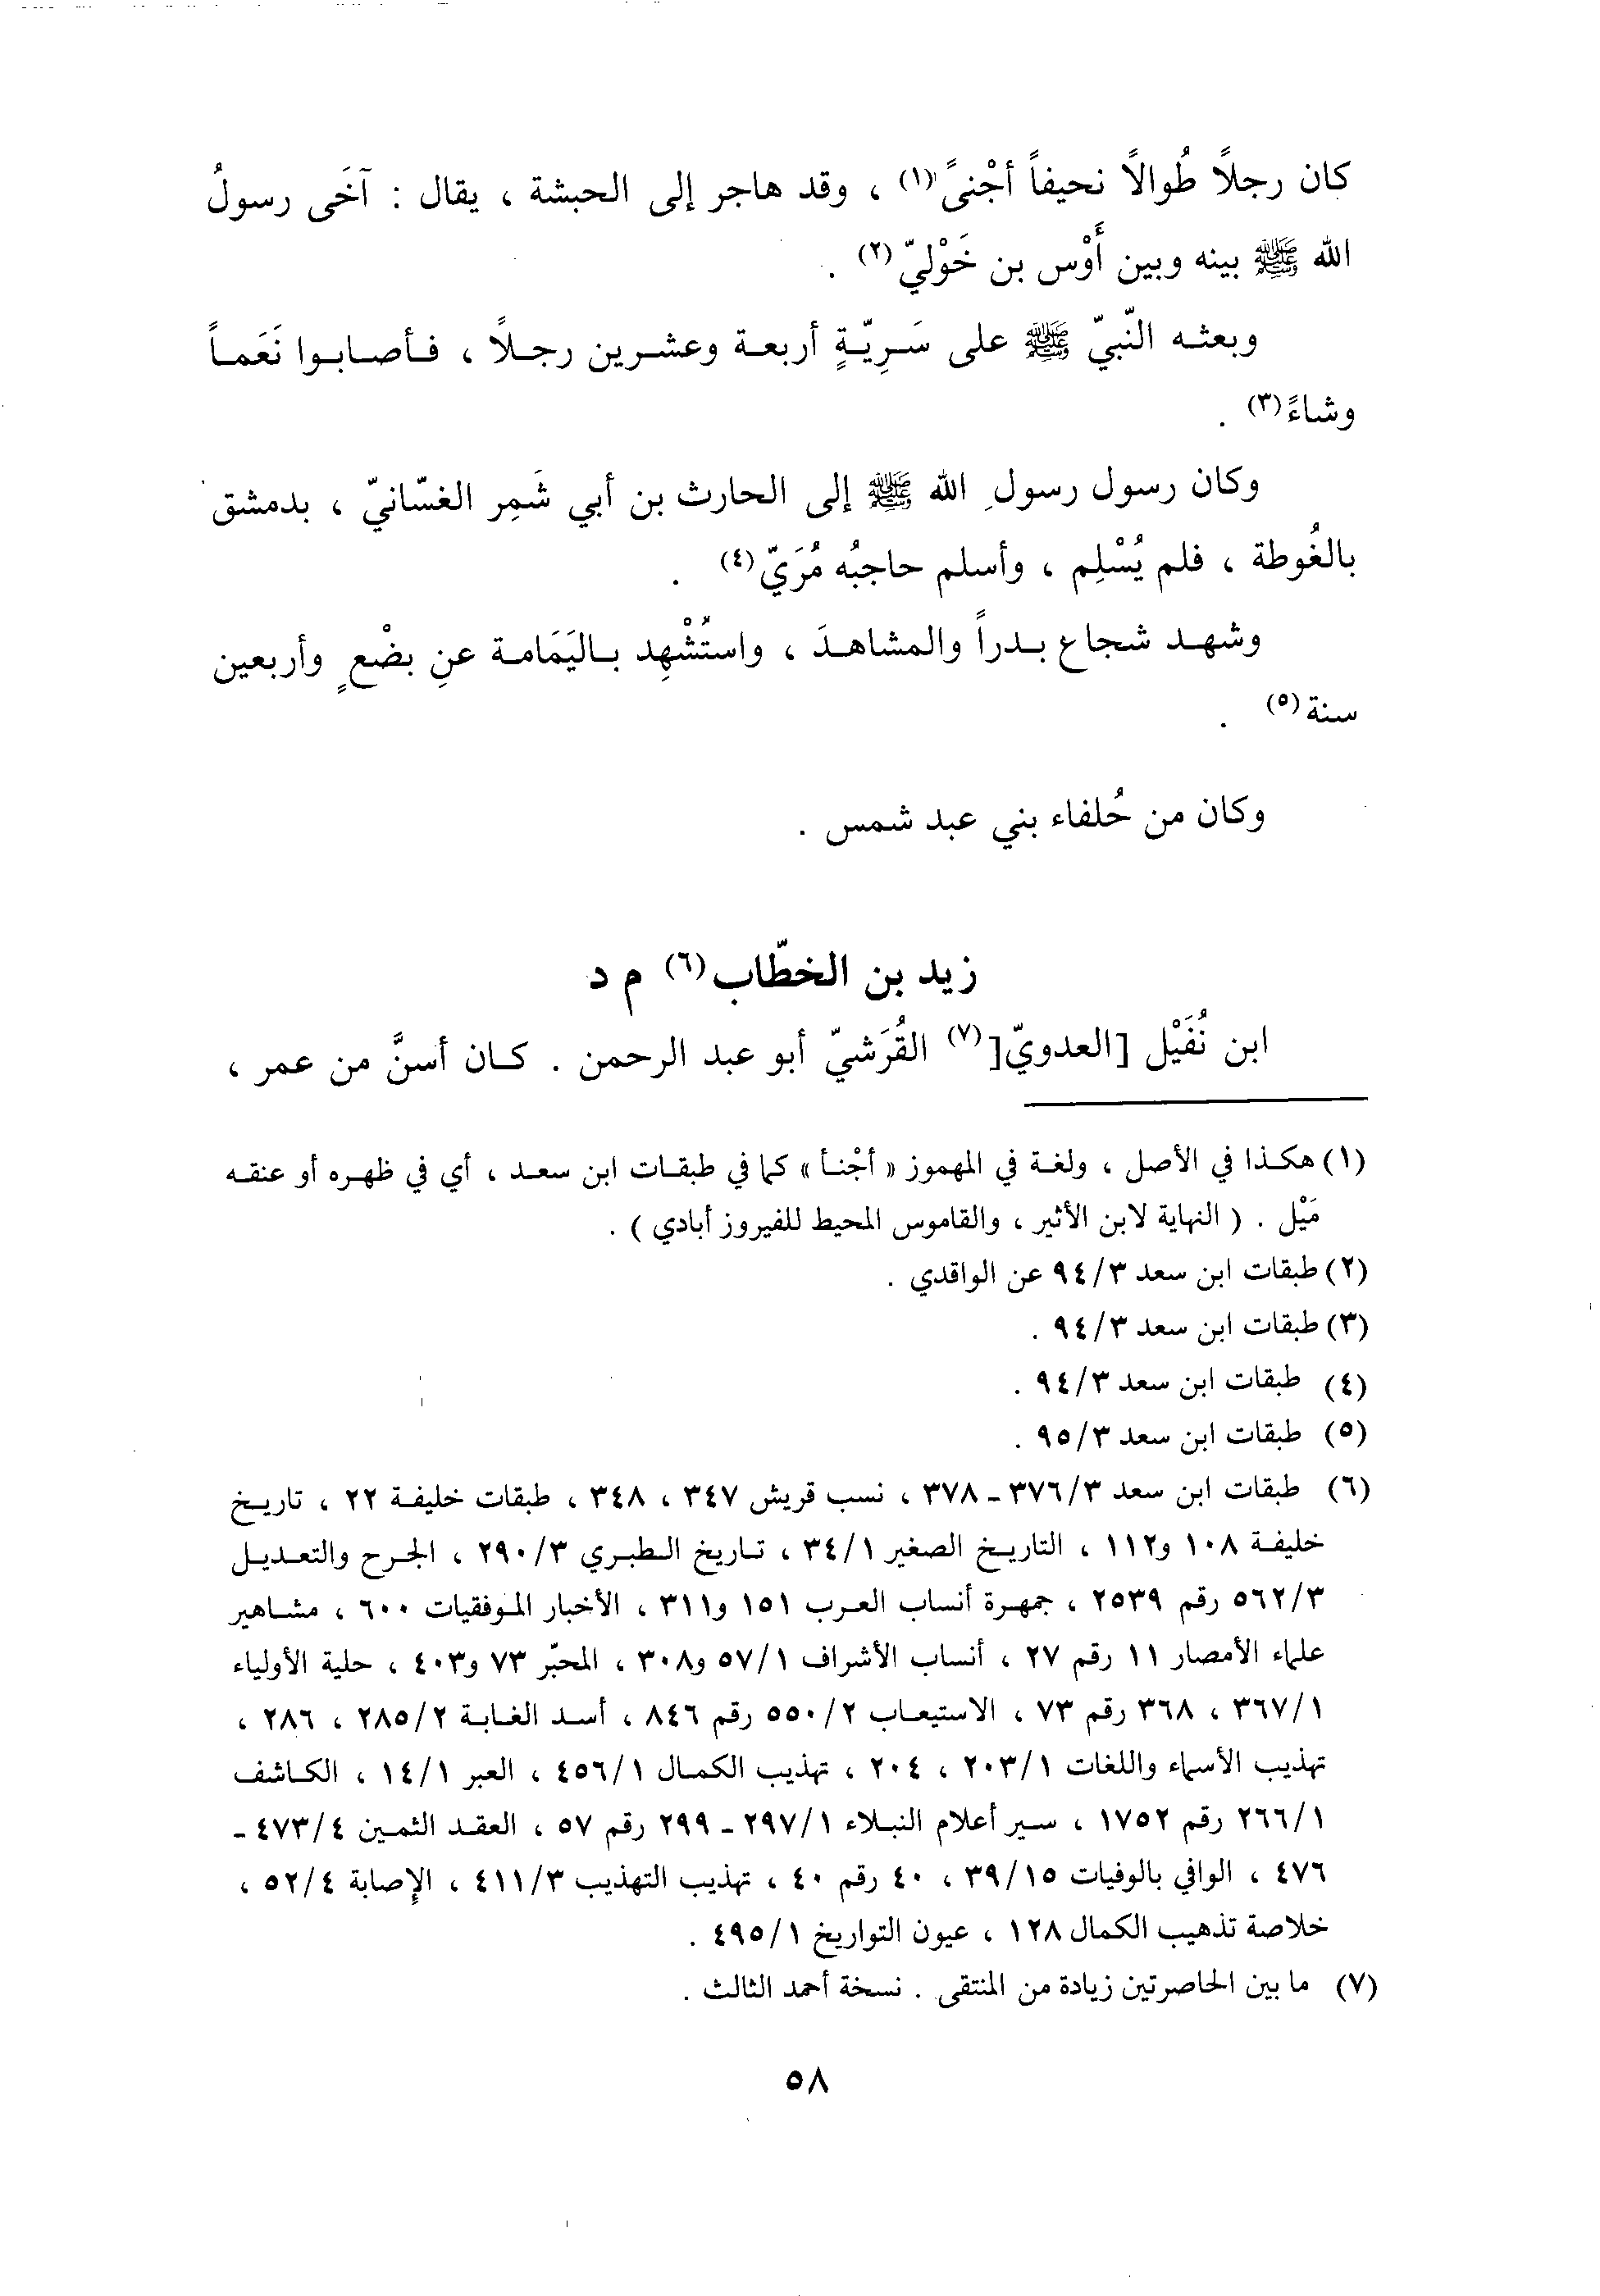 كان رجلاً طُوالاً نحيفاً أجْنىً(١) ، وقد هاجر إلى الحبشة ، يقال : آخَى رسولُ
الله ﷺ بينه وبين أَوْس بن خَوْليّ(٢) .
وبعثه النّبيّ ﷺ على سَرِيّةٍ أربعة وعشرين رجلاً ، فأصابوا نَعَماً
وشاءً(٣) .
وكان رسول رسولِ الله ﷺ إلى الحارث بن أبي شَمِر الغسّانيّ ، بدمشق
بالغُوطة ، فلم يُسْلِم ، وأسلم حاجبُه مُرَيّ(٤) .
وشهد شجاع بدراً والمشاهدَ ، واستُشْهِد باليَمَامة عنِ بضْعٍ وأربعين
سنة(٥) .
وكان من حُلفاء بني عبد شمس .
زيد بن الخطّاب(٦) م د
ابن نُفَيْل [العدويّ[(٧) القُرَشيّ أبو عبد الرحمن . كان أسنَّ من عمر ،
(١) هكذا في الأصل ، ولغة في المهموز « أجْنأ » كما في طبقات ابن سعد ، أي في ظهره أو عنقه
مَيْل . ( النهاية لابن الأثير ، والقاموس المحيط للفيروز أبادي ) .
(٢) طبقات ابن سعد ٣/٩٤ عن الواقدي .
(٣) طبقات ابن سعد ٣/٩٤ .
(٤) طبقات ابن سعد ٣/٩٤ .
(٥) طبقات ابن سعد ٣/٩٥ .
(٦) طبقات ابن سعد ٣/٣٧٦ ـ ٣٧٨ ، نسب قريش ٣٤٧ ، ٣٤٨ ، طبقات خليفة ٢٢ ، تاريخ
خليفة ١٠٨ و١١٢ ، التاريخ الصغير ١/٣٤ ، تاريخ الطبري ٣/٢٩٠ ، الجرح والتعديل
٣/٥٦٢ رقم ٢٥٣٩ ، جمهرة أنساب العرب ١٥١ و٣١١ ، الأخبار الموفقيات ٦٠٠ ، مشاهير
علماء الأمصار ١١ رقم ٢٧ ، أنساب الأشراف ١/٥٧ و٣٠٨ ، المحبّر ٧٣ و٤٠٣ ، حلية الأولياء
١/٣٦٧ ، ٣٦٨ رقم ٧٣ ، الاستيعاب ٢/٥٥٠ رقم ٨٤٦ ، أسد الغابة ٢/٢٨٥ ، ٢٨٦ ،
تهذيب الأسماء واللغات ١/٢٠٣ ، ٢٠٤ ، تهذيب الكمال ١/٤٥٦ ، العبر ١/١٤ ، الكاشف
١/٢٦٦ رقم ١٧٥٢ ، سير أعلام النبلاء ١/٢٩٧ ـ ٢٩٩ رقم ٥٧ ، العقد الثمين ٤/٤٧٣ ـ
٤٧٦ ، الوافي بالوفيات ١٥/٣٩ ، ٤٠ رقم ٤٠ ، تهذيب التهذيب ٣/٤١١ ، الإصابة ٤/٥٢ ،
خلاصة تذهيب الكمال ١٢٨ ، عيون التواريخ ١/٤٩٥ .
(٧) ما بين الحاصرتين زيادة من المنتقى . نسخة أحمد الثالث .
٥٨